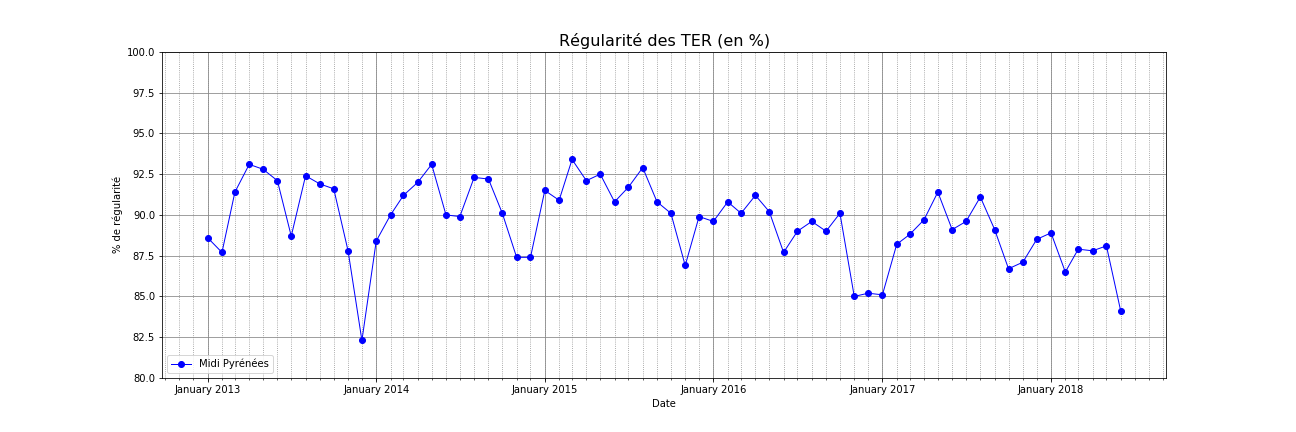 Régularité des TER (en %)
100.0
97.5
95.0
92.5
90.0
87.5
85.0
82.5
80.0
% de régularité
Midi Pyrénées
January 2013 January 2014 January 2015 January 2016 January 2017 January 2018
Date